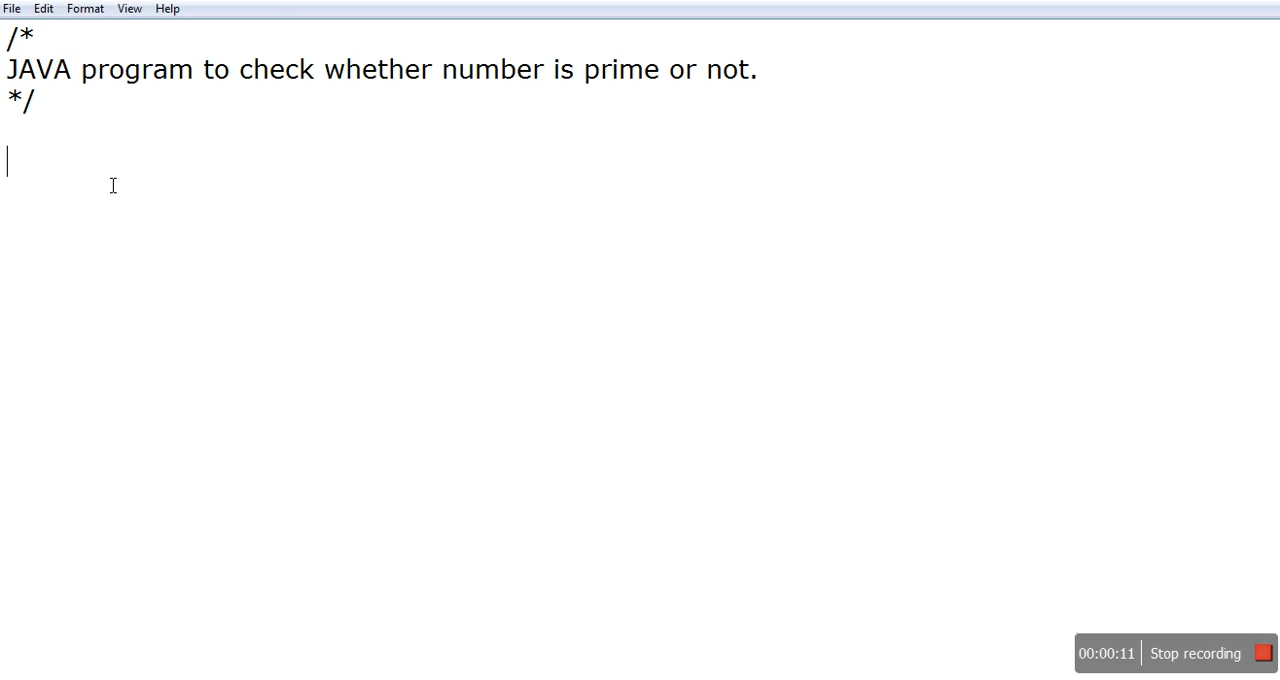 File Edit Format View Help
/*
JAVA program to check whether number is prime or not.
*/
00:00:11 Stop recording